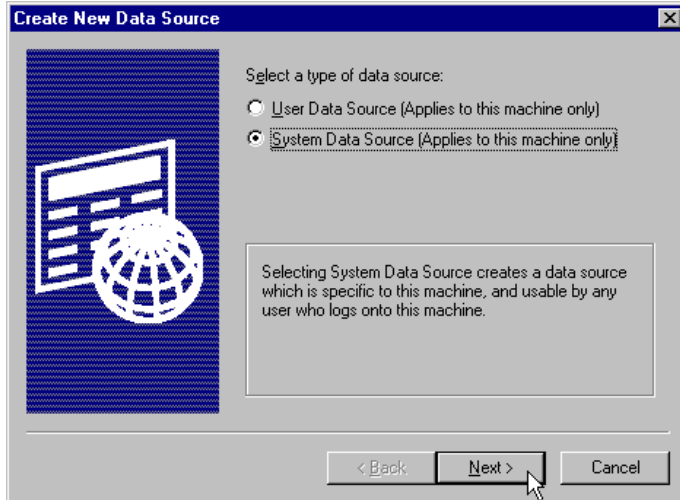 Create New Data Source
Select a type of data source:
User Data Source (Applies to this machine only)
System Data Source (Applies to this machine only)
Selecting System Data Source creates a data source
which is specific to this machine, and usable by any
user who logs onto this machine.
< Back
Next >
Cancel